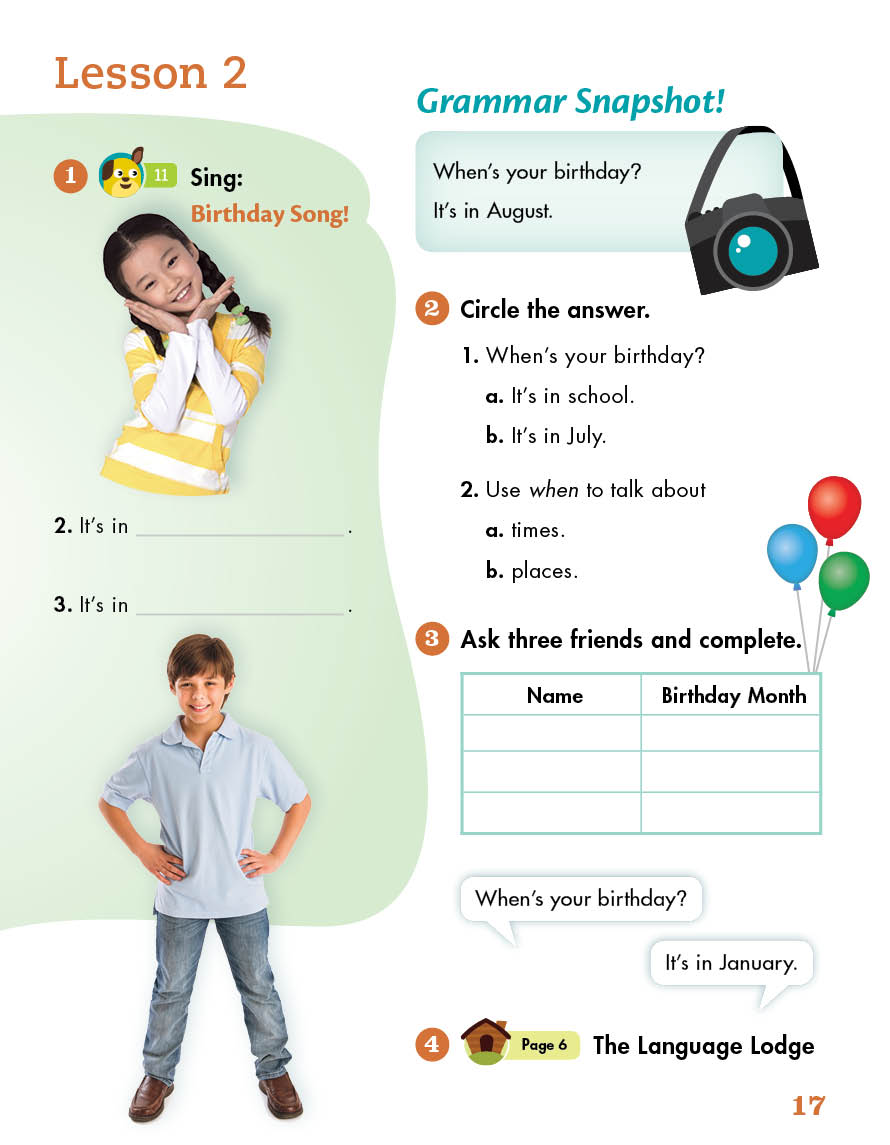 Lesson 2
1 11 Sing:
Birthday Song!
2. It's in ____________________ .
3. It's in ____________________ .
Grammar Snapshot!
When's your birthday?
It's in August.
2 Circle the answer.
1. When's your birthday?
a. It's in school.
b. It's in July.
2. Use when to talk about
a. times.
b. places.
3 Ask three friends and complete.
Name Birthday Month
When's your birthday?
It's in January.
4 Page 6 The Language Lodge
17